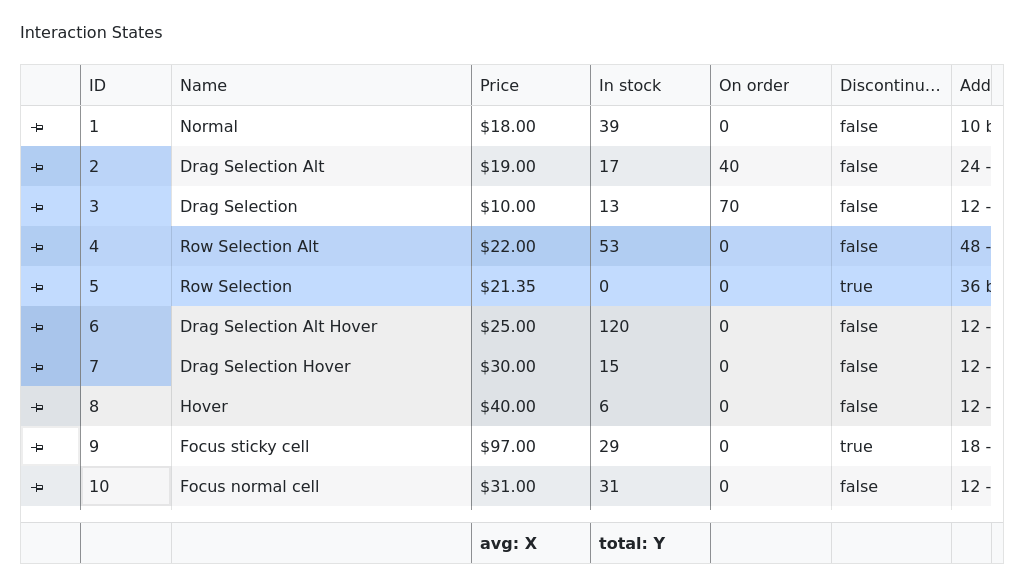 Interaction States
ID Name Price In stock On order Discontinu... Add
1 Normal $18.00 39 0 false 10 b
2 Drag Selection Alt $19.00 17 40 false 24 -
3 Drag Selection $10.00 13 70 false 12 -
4 Row Selection Alt $22.00 53 0 false 48 -
5 Row Selection $21.35 0 0 true 36 b
6 Drag Selection Alt Hover $25.00 120 0 false 12 -
7 Drag Selection Hover $30.00 15 0 false 12 -
8 Hover $40.00 6 0 false 12 -
9 Focus sticky cell $97.00 29 0 true 18 -
10 Focus normal cell $31.00 31 0 false 12 -
avg: X total: Y